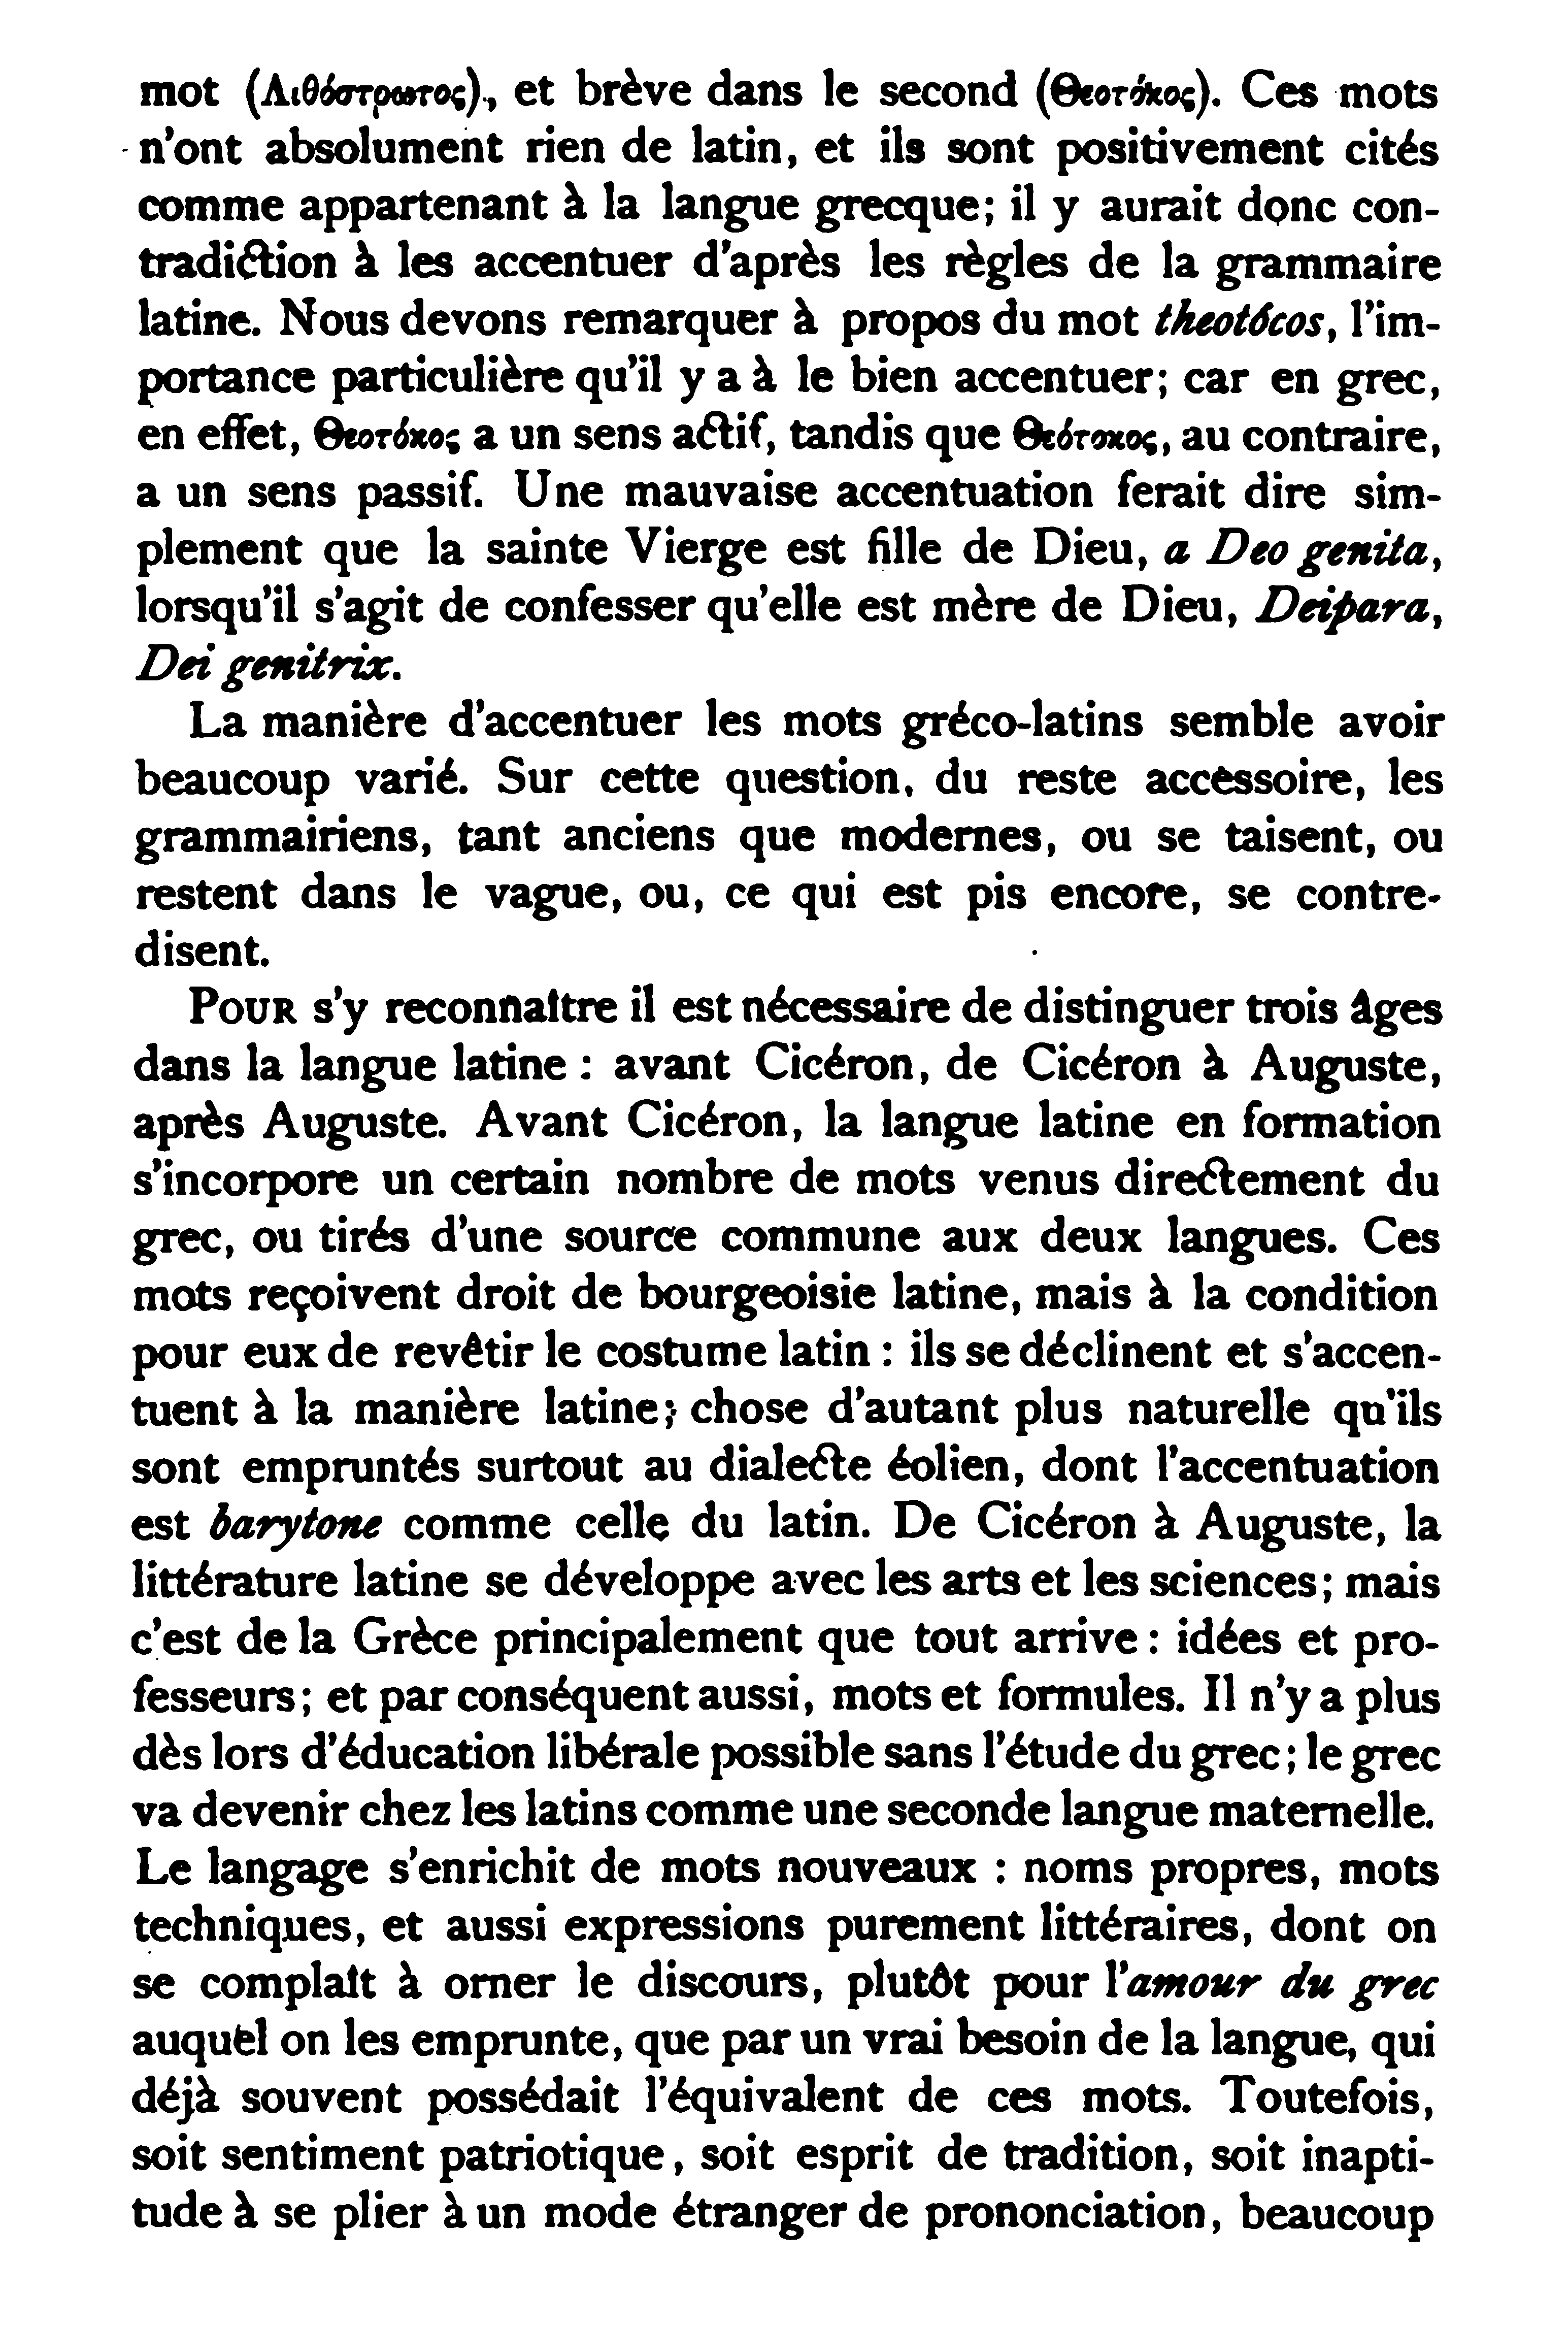 mot (Λιθόστρωτος), et brève dans le second (Θεοτόκος). Ces mots
n'ont absolument rien de latin, et ils sont positivement cités
comme appartenant à la langue grecque; il y aurait donc con-
tradiction à les accentuer d'après les règles de la grammaire
latine. Nous devons remarquer à propos du mot theotócos, l'im-
portance particulière qu'il y a à le bien accentuer; car en grec,
en effet, Θεοτόκος a un sens actif, tandis que Θεότοκος, au contraire,
a un sens passif. Une mauvaise accentuation ferait dire sim-
plement que la sainte Vierge est fille de Dieu, a Deo genita,
lorsqu'il s'agit de confesser qu'elle est mère de Dieu, Deipara,
Dei genitrix.
La manière d'accentuer les mots gréco-latins semble avoir
beaucoup varié. Sur cette question, du reste accessoire, les
grammairiens, tant anciens que modernes, ou se taisent, ou
restent dans le vague, ou, ce qui est pis encore, se contre-
disent.
POUR s'y reconnaître il est nécessaire de distinguer trois âges
dans la langue latine : avant Cicéron, de Cicéron à Auguste,
après Auguste. Avant Cicéron, la langue latine en formation
s'incorpore un certain nombre de mots venus directement du
grec, ou tirés d'une source commune aux deux langues. Ces
mots reçoivent droit de bourgeoisie latine, mais à la condition
pour eux de revêtir le costume latin : ils se déclinent et s'accen-
tuent à la manière latine; chose d'autant plus naturelle qu'ils
sont empruntés surtout au dialecte éolien, dont l'accentuation
est barytone comme celle du latin. De Cicéron à Auguste, la
littérature latine se développe avec les arts et les sciences; mais
c'est de la Grèce principalement que tout arrive : idées et pro-
fesseurs; et par conséquent aussi, mots et formules. Il n'y a plus
dès lors d'éducation libérale possible sans l'étude du grec; le grec
va devenir chez les latins comme une seconde langue maternelle.
Le langage s'enrichit de mots nouveaux : noms propres, mots
techniques, et aussi expressions purement littéraires, dont on
se complaît à orner le discours, plutôt pour l'amour du grec
auquel on les emprunte, que par un vrai besoin de la langue, qui
déjà souvent possédait l'équivalent de ces mots. Toutefois,
soit sentiment patriotique, soit esprit de tradition, soit inapti-
tude à se plier à un mode étranger de prononciation, beaucoup